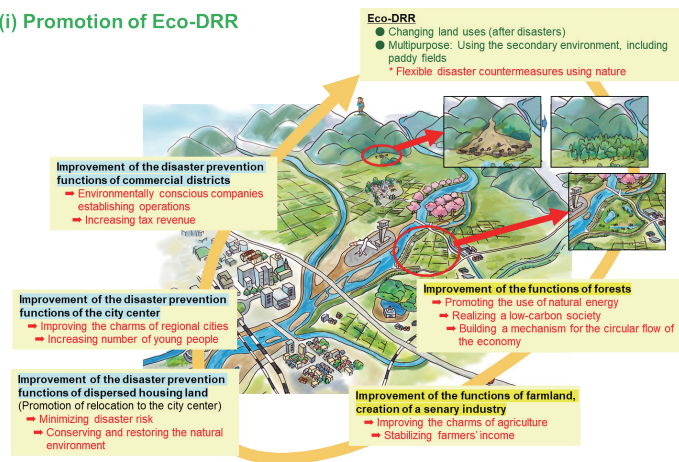 (i) Promotion of Eco-DRR
Eco-DRR
● Changing land uses (after disasters)
● Multipurpose: Using the secondary environment, including
paddy fields
* Flexible disaster countermeasures using nature
Improvement of the disaster prevention
functions of commercial districts
➡ Environmentally conscious companies
establishing operations
➡ Increasing tax revenue
Improvement of the disaster prevention
functions of the city center
➡ Improving the charms of regional cities
➡ Increasing number of young people
Improvement of the disaster prevention
functions of dispersed housing land
(Promotion of relocation to the city center)
➡ Minimizing disaster risk
➡ Conserving and restoring the natural
environment
Improvement of the functions of forests
➡ Promoting the use of natural energy
➡ Realizing a low-carbon society
➡ Building a mechanism for the circular flow of
the economy
Improvement of the functions of farmland,
creation of a senary industry
➡ Improving the charms of agriculture
➡ Stabilizing farmers' income